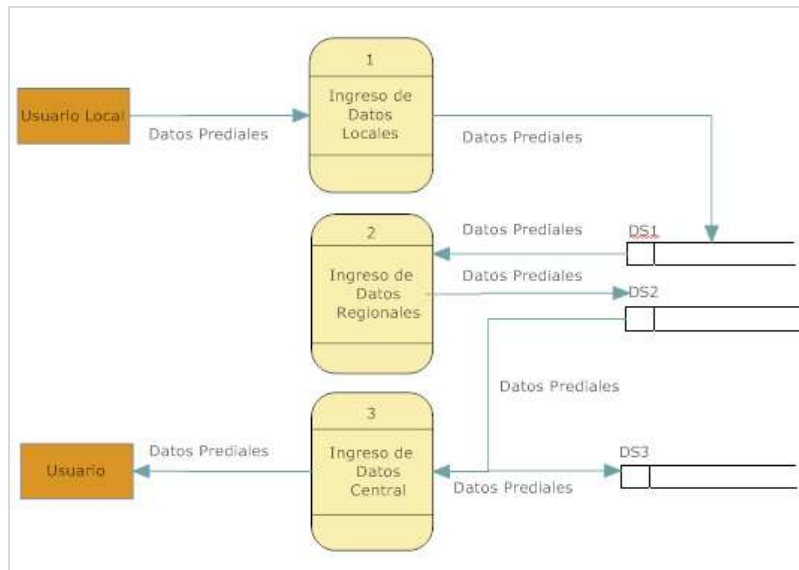 1
Usuario Local
Ingreso de
Datos
Locales
Datos Prediales
Datos Prediales
2
Datos Prediales
DS1
Ingreso de
Datos
Regionales
Datos Prediales
DS2
Datos Prediales
3
Usuario
Datos Prediales
Ingreso de
Datos
Central
DS3
Datos Prediales